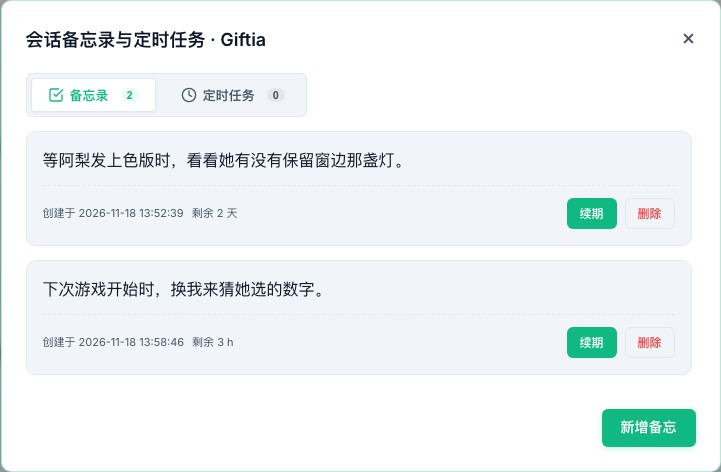 会话备忘录与定时任务 · Giftia
备忘录 2 定时任务 0
等阿梨发上色版时，看看她有没有保留窗边那盏灯。
创建于 2026-11-18 13:52:39 剩余 2 天 续期 删除
下次游戏开始时，换我来猜她选的数字。
创建于 2026-11-18 13:58:46 剩余 3 h 续期 删除
新增备忘